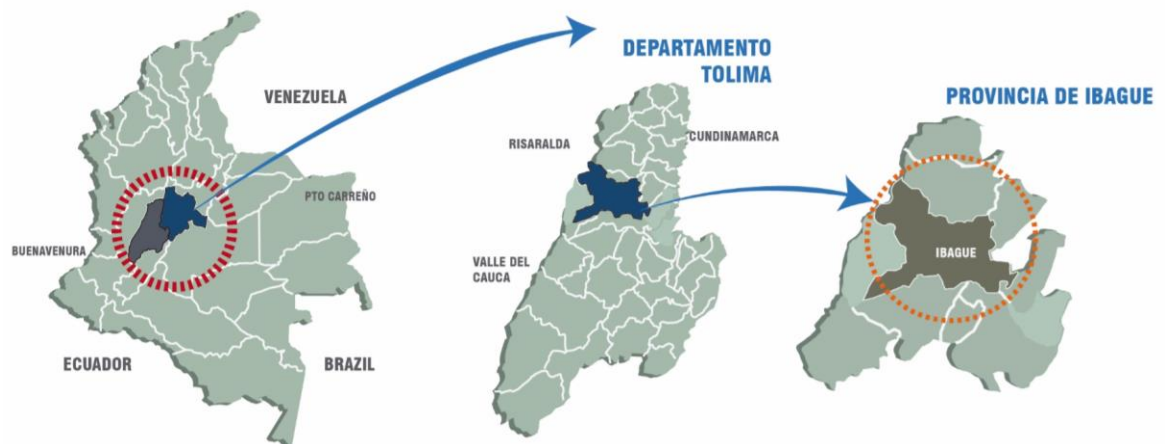 VENEZUELA
PTO CARREÑO
BUENAVENURA
ECUADOR
BRAZIL
DEPARTAMENTO
TOLIMA
RISARALDA
CUNDINAMARCA
VALLE DEL
CAUCA
PROVINCIA DE IBAGUE
IBAGUE